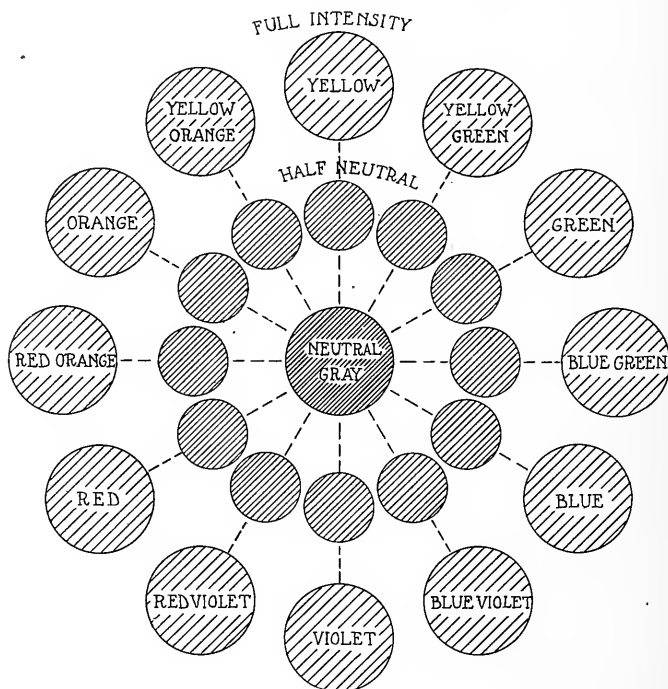 FULL INTENSITY
YELLOW
YELLOW
ORANGE
YELLOW
GREEN
HALF NEUTRAL
ORANGE
GREEN
RED ORANGE
NEUTRAL
GRAY
BLUE GREEN
RED
BLUE
RED VIOLET
BLUE VIOLET
VIOLET